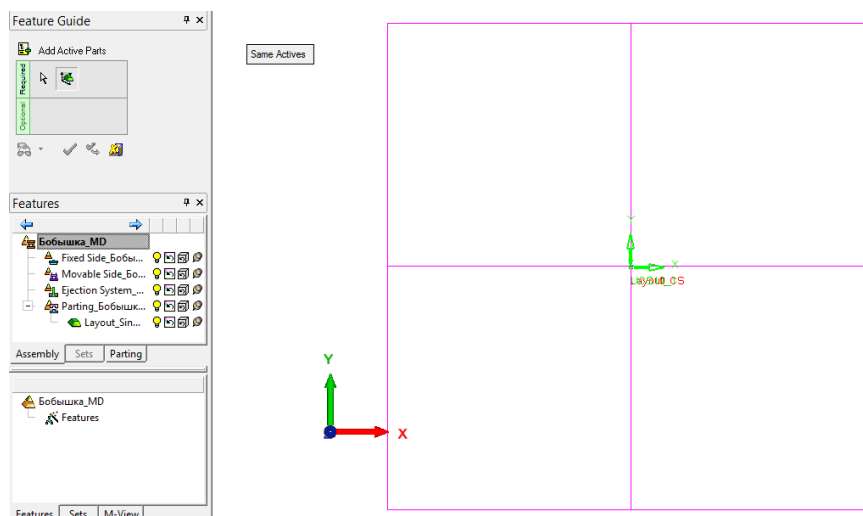 Feature Guide
Add Active Parts
Required
Optional
Same Actives
Features
Бобышка_MD
Fixed Side_Бобы...
Movable Side_Бо...
Ejection System_...
Parting_Бобышк...
Layout_Sin...
Assembly Sets Parting
Бобышка_MD
Features
Features Sets M-View
Y
X
Y
X